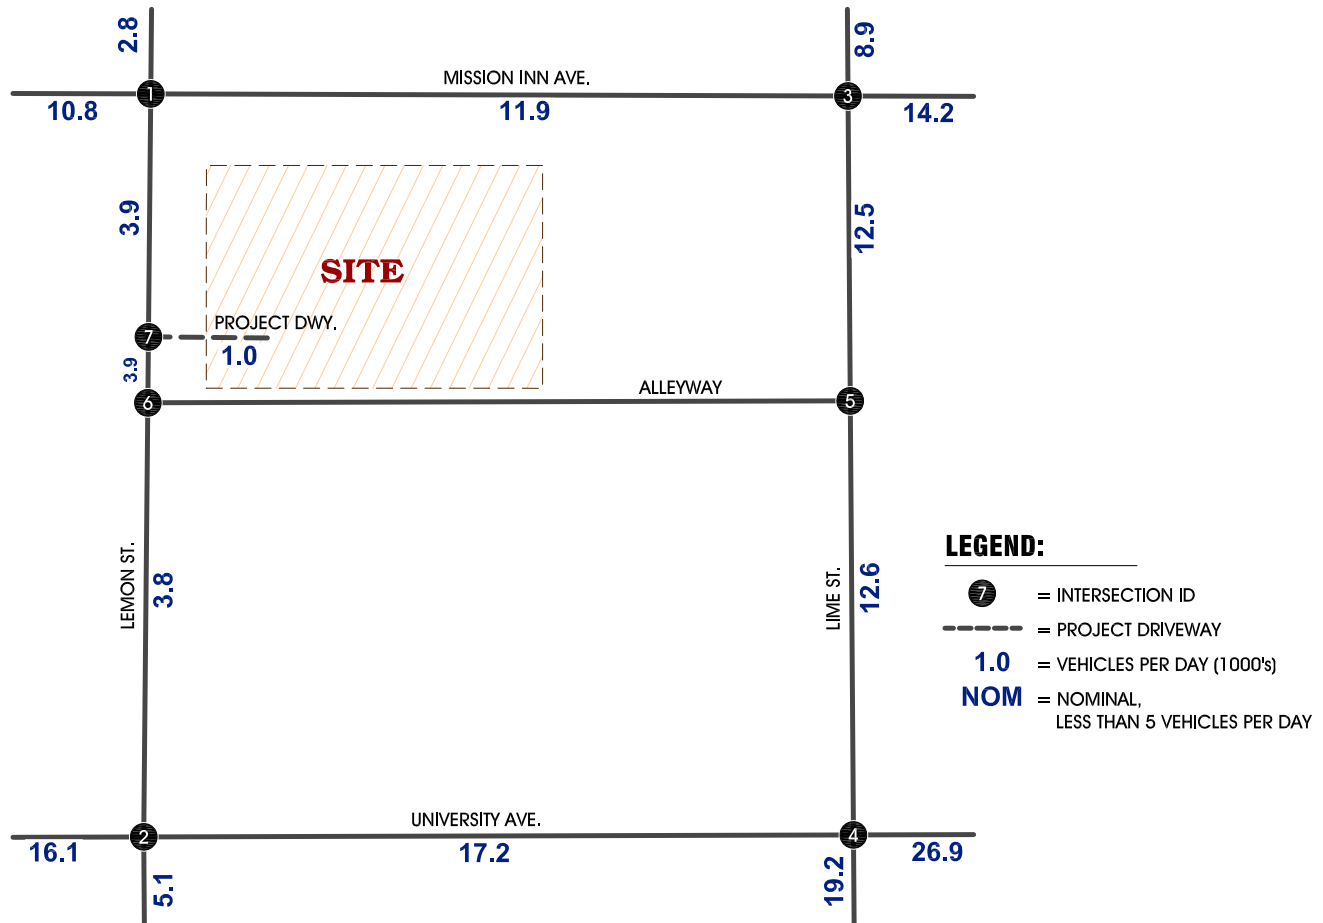 2.8
8.9
MISSION INN AVE.
1
3
10.8
11.9
14.2
3.9
12.5
SITE
PROJECT DWY.
7
1.0
3.9
ALLEYWAY
6
5
LEMON ST.
3.8
LIME ST.
12.6
LEGEND:
7 = INTERSECTION ID
= PROJECT DRIVEWAY
1.0 = VEHICLES PER DAY (1000's)
NOM = NOMINAL,
LESS THAN 5 VEHICLES PER DAY
UNIVERSITY AVE.
2
4
16.1
17.2
26.9
5.1
19.2